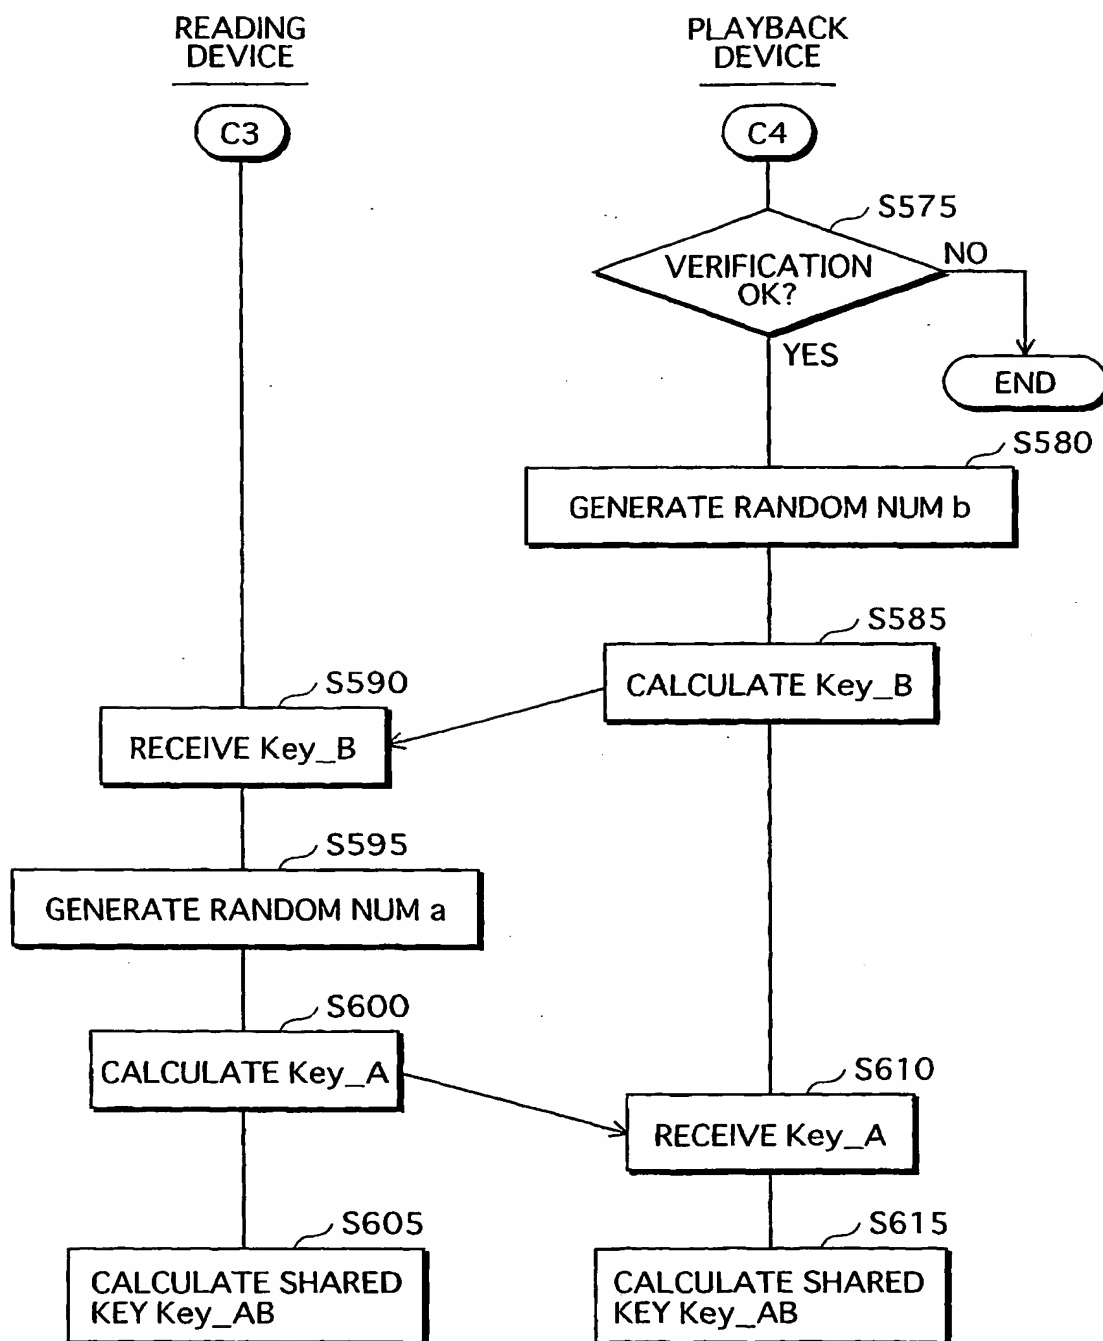 READING
DEVICE
PLAYBACK
DEVICE
C3
C4
S575
VERIFICATION
OK?
NO
YES
END
S580
GENERATE RANDOM NUM b
S585
CALCULATE Key_B
S590
RECEIVE Key_B
S595
GENERATE RANDOM NUM a
S600
CALCULATE Key_A
S610
RECEIVE Key_A
S605
CALCULATE SHARED
KEY Key_AB
S615
CALCULATE SHARED
KEY Key_AB